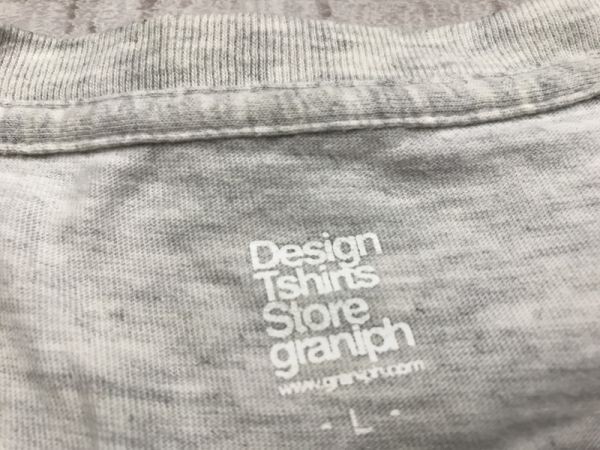 Design
Tshirts
Store
graniph
www.graniph.com
- L -